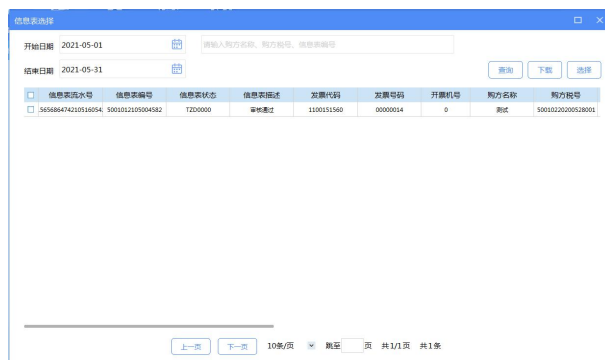 信息表选择
开始日期 2021-05-01 请输入购方名称、购方税号、信息表编号
结束日期 2021-05-31 查询 下载 选择
信息表流水号 信息表编号 信息表状态 信息表描述 发票代码 发票号码 开票机号 购方名称 购方税号
5001012105004582 TZD0000 审核通过 1100151560 00000014 0 测试 50010220200528001
上一页 下一页 10条/页 跳至 页 共1/1页 共1条